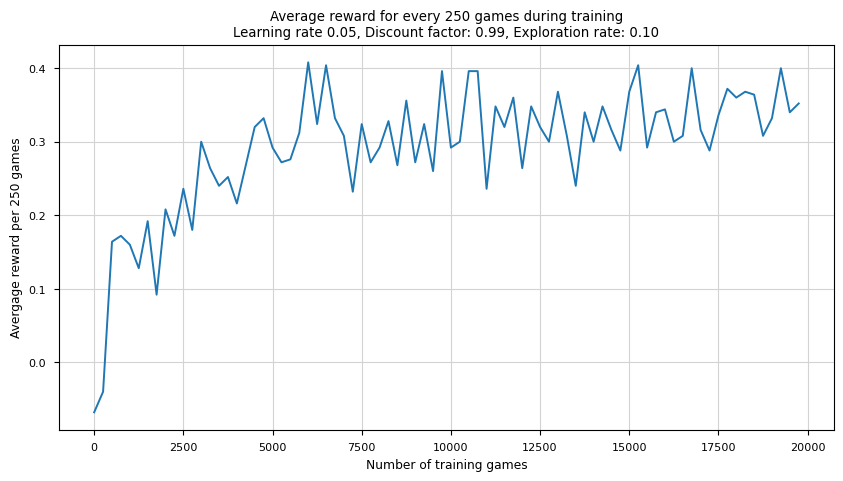 Average reward for every 250 games during training
Learning rate 0.05, Discount factor: 0.99, Exploration rate: 0.10
Avergage reward per 250 games
0.4
0.3
0.2
0.1
0.0
0 2500 5000 7500 10000 12500 15000 17500 20000
Number of training games